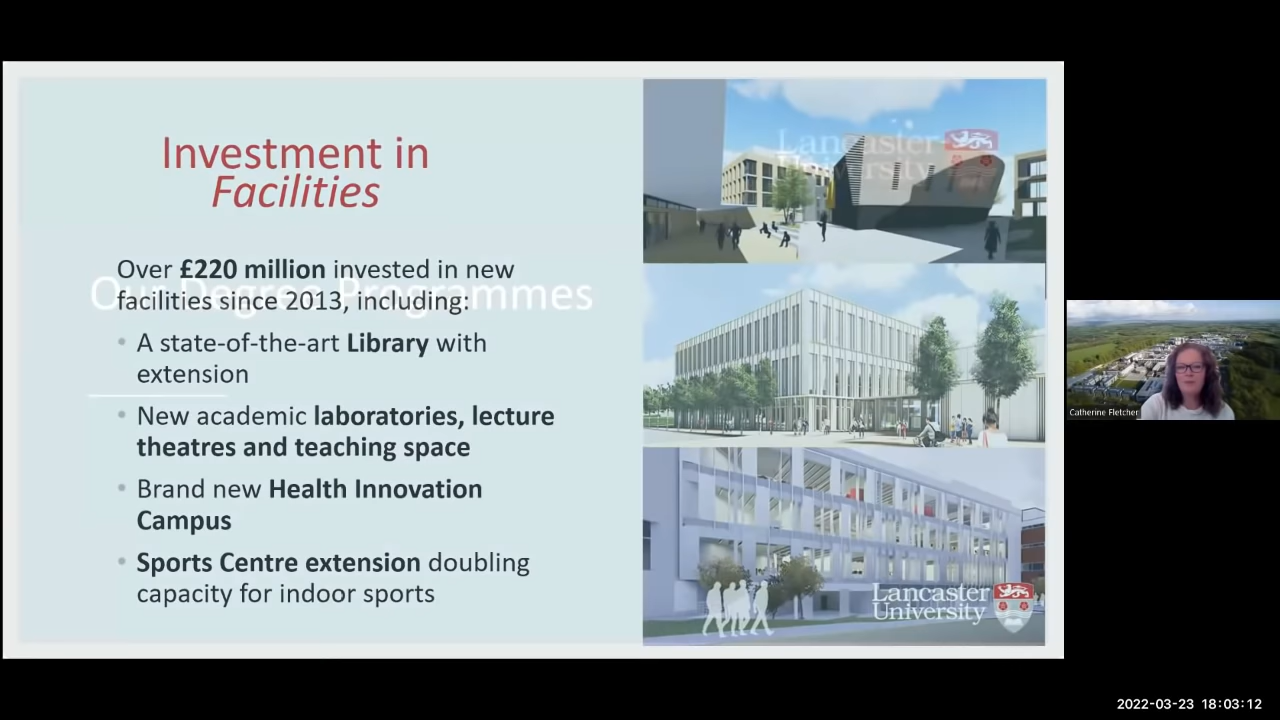 Investment in
Facilities
Over £220 million invested in new
facilities since 2013, including:
Our Degree Programmes
• A state-of-the-art Library with
extension
• New academic laboratories, lecture
theatres and teaching space
• Brand new Health Innovation
Campus
• Sports Centre extension doubling
capacity for indoor sports
Lancaster
University
Lancaster
University
Catherine Fletcher
2022-03-23 18:03:12